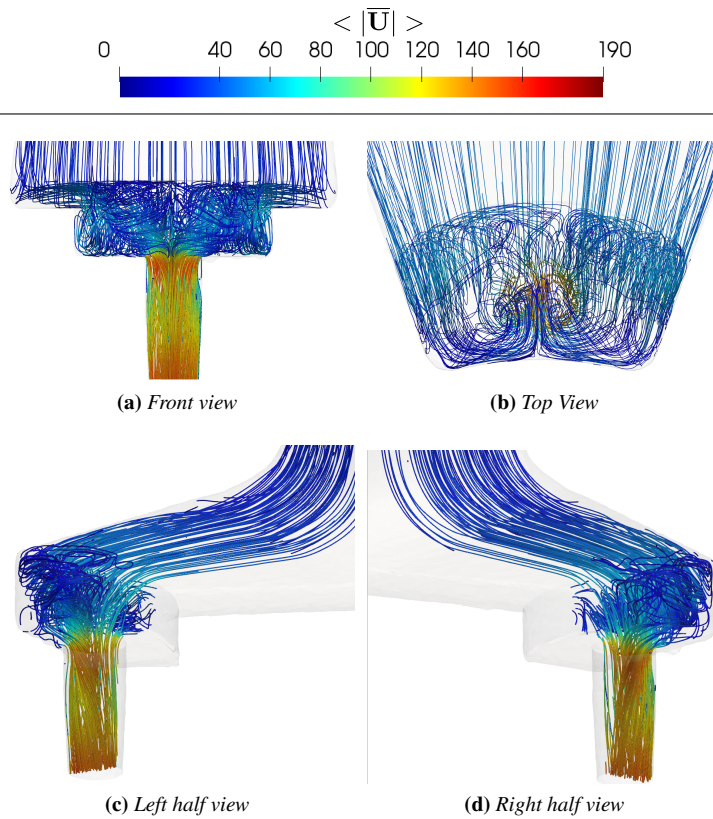 < |U̅| >
0 40 60 80 100 120 140 160 190
(a) Front view
(b) Top View
(c) Left half view
(d) Right half view